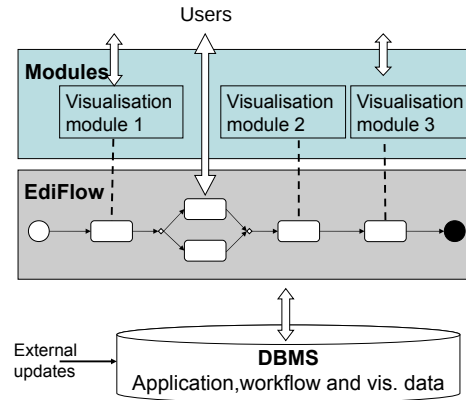 Users
Modules
Visualisation
module 1
Visualisation
module 2
Visualisation
module 3
EdiFlow
External
updates
DBMS
Application,workflow and vis. data